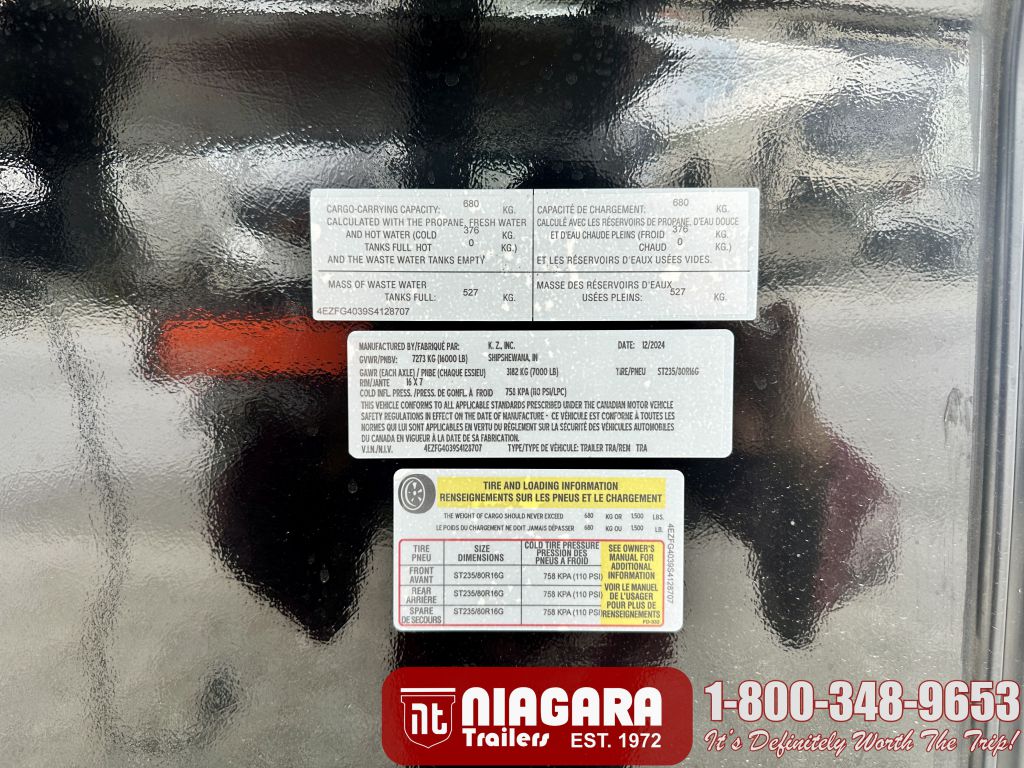 CARGO-CARRYING CAPACITY: 680 KG.
CALCULATED WITH THE PROPANE, FRESH WATER
AND HOT WATER (COLD 376 KG.
TANKS FULL HOT 0 KG.)
AND THE WASTE WATER TANKS EMPTY
MASS OF WASTE WATER
TANKS FULL: 527 KG.
4EZFG4039S4128707
CAPACITÉ DE CHARGEMENT: 680 KG.
CALCULÉ AVEC LES RÉSERVOIRS DE PROPANE, D'EAU DOUCE
ET D'EAU CHAUDE PLEINS (FROID 376 KG.
CHAUD 0 KG.)
ET LES RÉSERVOIRS D'EAUX USÉES VIDES.
MASSE DES RÉSERVOIRS D'EAUX
USÉES PLEINS: 527 KG.
MANUFACTURED BY/FABRIQUÉ PAR: K. Z., INC. DATE: 12/2024
GVWR/PNBV: 7273 KG (16000 LB) SHIPSHEWANA, IN
GAWR (EACH AXLE) / PNBE (CHAQUE ESSIEU) 3182 KG (7000 LB) TIRE/PNEU ST235/80R16G
RIM/JANTE 16 X 7
COLD INFL. PRESS./PRESS. DE GONFL. À FROID 758 KPA (110 PSI/LPC)
THIS VEHICLE CONFORMS TO ALL APPLICABLE STANDARDS PRESCRIBED UNDER THE CANADIAN MOTOR VEHICLE
SAFETY REGULATIONS IN EFFECT ON THE DATE OF MANUFACTURE - CE VÉHICULE EST CONFORME À TOUTES LES
NORMES QUI LUI SONT APPLICABLES EN VERTU DU RÈGLEMENT SUR LA SÉCURITÉ DES VÉHICULES AUTOMOBILES
DU CANADA EN VIGUEUR À LA DATE DE SA FABRICATION.
V.I.N./N.I.V. 4EZFG4039S4128707 TYPE/TYPE DE VÉHICULE: TRAILER TRA/REM TRA
TIRE AND LOADING INFORMATION
RENSEIGNEMENTS SUR LES PNEUS ET LE CHARGEMENT
THE WEIGHT OF CARGO SHOULD NEVER EXCEED 680 KG OR 1,500 LBS.
LE POIDS DU CHARGEMENT NE DOIT JAMAIS DÉPASSER 680 KG OU 1,500 LB.
TIRE PNEU SIZE DIMENSIONS COLD TIRE PRESSURE PRESSION DES PNEUS A FROID
FRONT AVANT ST235/80R16G 758 KPA (110 PSI)
REAR ARRIÈRE ST235/80R16G 758 KPA (110 PSI)
SPARE DE SECOURS ST235/80R16G 758 KPA (110 PSI)
SEE OWNER'S
MANUAL FOR
ADDITIONAL
INFORMATION
VOIR LE MANUEL
DE L'USAGER
POUR PLUS DE
RENSEIGNEMENTS
4EZFG4039S4128707
nt NIAGARA
Trailers EST. 1972
1-800-348-9653
It's Definitely Worth The Trip!